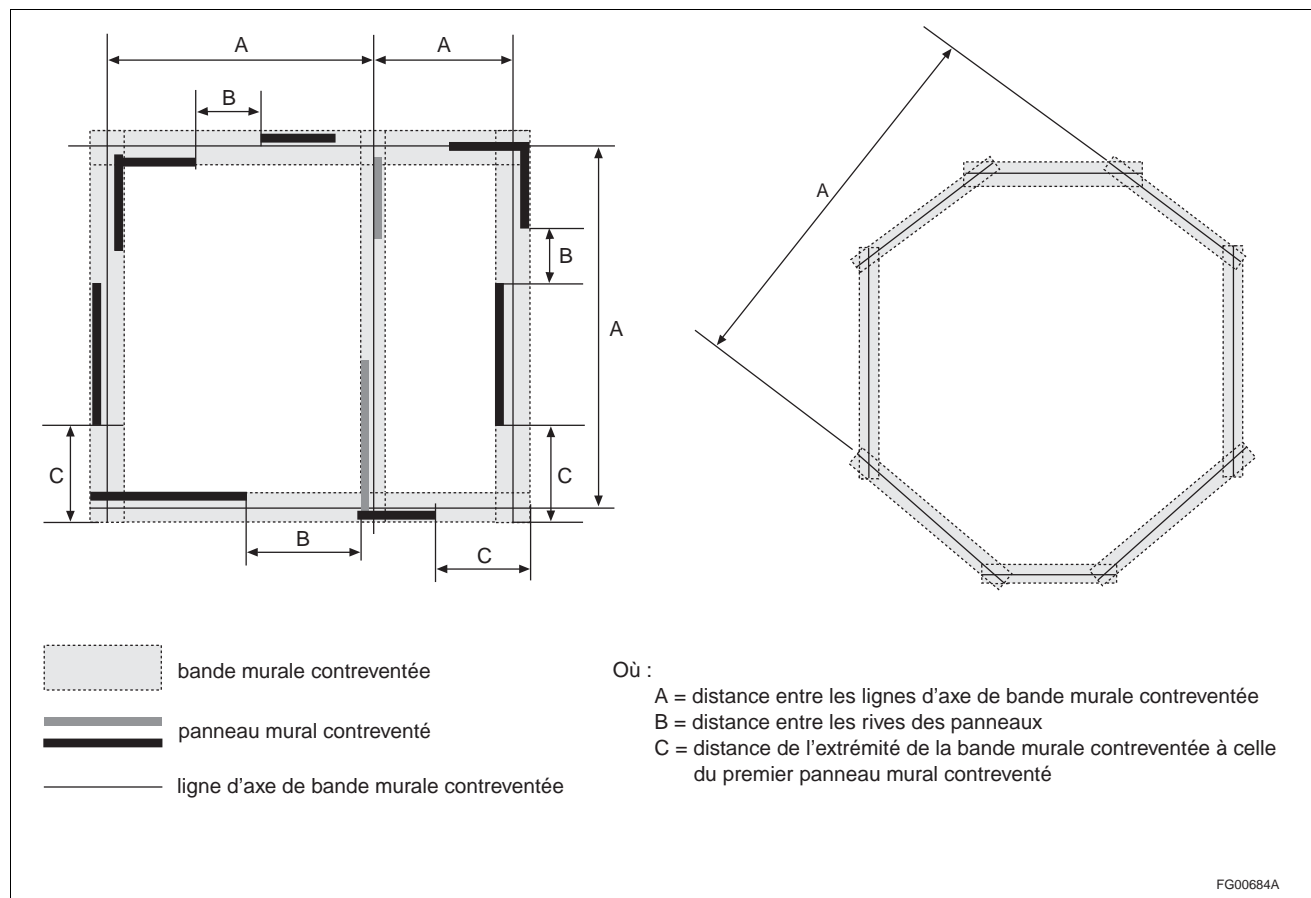 A
A
B
A
B
A
C
C
B
C
bande murale contreventée
panneau mural contreventé
ligne d'axe de bande murale contreventée
Où :
A = distance entre les lignes d'axe de bande murale contreventée
B = distance entre les rives des panneaux
C = distance de l'extrémité de la bande murale contreventée à celle
du premier panneau mural contreventé
FG00684A